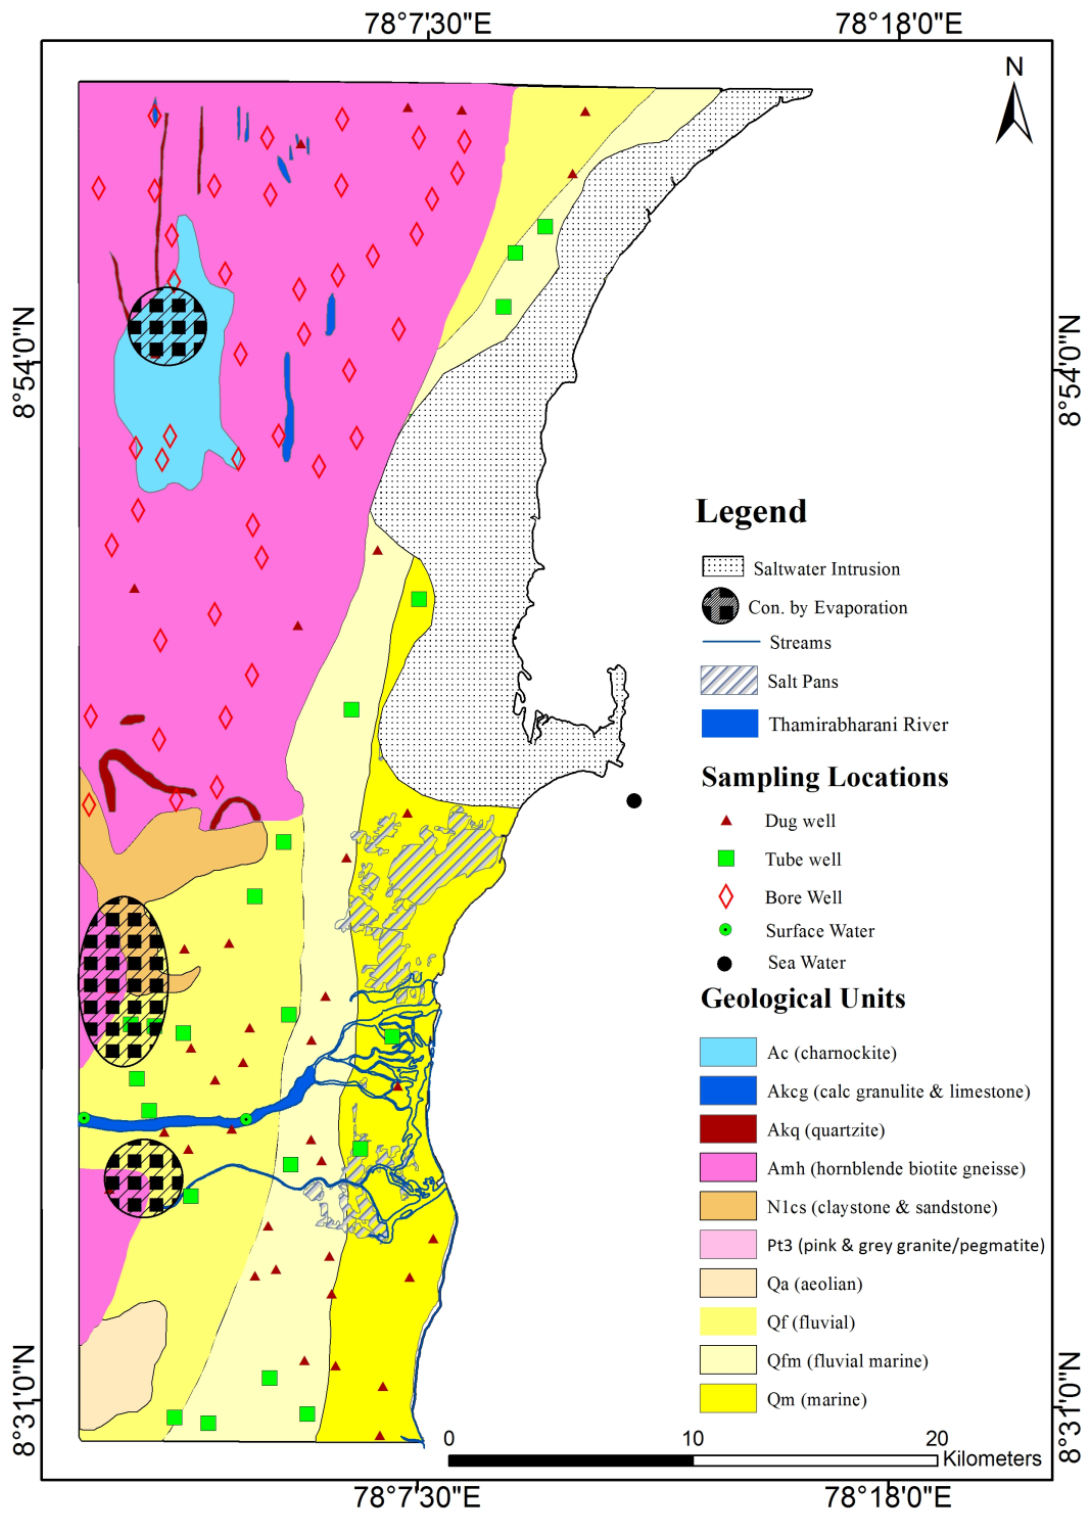 78°7'30"E
78°18'0"E
N
8°54'0"N
8°54'0"N
Legend
Saltwater Intrusion
Con. by Evaporation
Streams
Salt Pans
Thamirabharani River
Sampling Locations
Dug well
Tube well
Bore Well
Surface Water
Sea Water
Geological Units
Ac (charnockite)
Akcg (calc granulite & limestone)
Akq (quartzite)
Amh (hornblende biotite gneisse)
N1cs (claystone & sandstone)
Pt3 (pink & grey granite/pegmatite)
Qa (aeolian)
Qf (fluvial)
Qfm (fluvial marine)
Qm (marine)
8°31'0"N
8°31'0"N
0 10 20
Kilometers
78°7'30"E
78°18'0"E